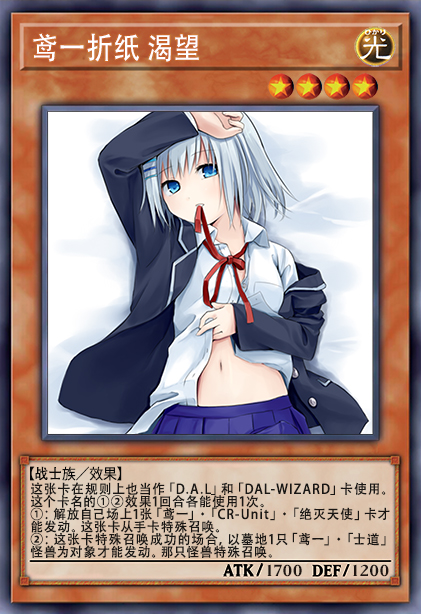 鸢一折纸 渴望
ひかり
光
【战士族／效果】
这张卡在规则上也当作「D.A.L」和「DAL-WIZARD」卡使用。
这个卡名的①②效果1回合各能使用1次。
①：解放自己场上1张「鸢一」·「CR-Unit」·「绝灭天使」卡才
能发动。这张卡从手卡特殊召唤。
②：这张卡特殊召唤成功的场合，以墓地1只「鸢一」·「士道」
怪兽为对象才能发动。那只怪兽特殊召唤。
ATK/1700 DEF/1200